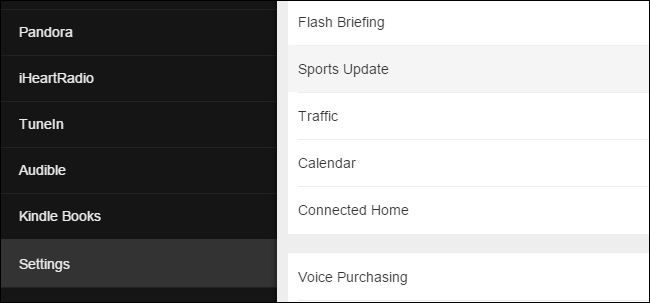 Pandora
iHeartRadio
TuneIn
Audible
Kindle Books
Settings
Flash Briefing
Sports Update
Traffic
Calendar
Connected Home
Voice Purchasing